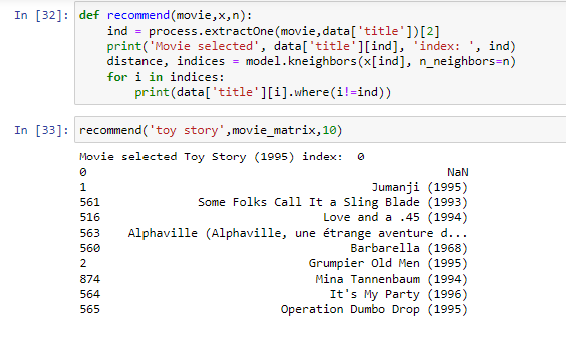 In [32]: def recommend(movie,x,n):
ind = process.extractOne(movie,data['title'])[2]
print('Movie selected', data['title'][ind], 'index: ', ind)
distance, indices = model.kneighbors(x[ind], n_neighbors=n)
for i in indices:
print(data['title'][i].where(i!=ind))
In [33]: recommend('toy story',movie_matrix,10)
Movie selected Toy Story (1995) index:  0
0 NaN
1 Jumanji (1995)
561 Some Folks Call It a Sling Blade (1993)
516 Love and a .45 (1994)
563 Alphaville (Alphaville, une étrange aventure d...
560 Barbarella (1968)
2 Grumpier Old Men (1995)
874 Mina Tannenbaum (1994)
564 It's My Party (1996)
565 Operation Dumbo Drop (1995)